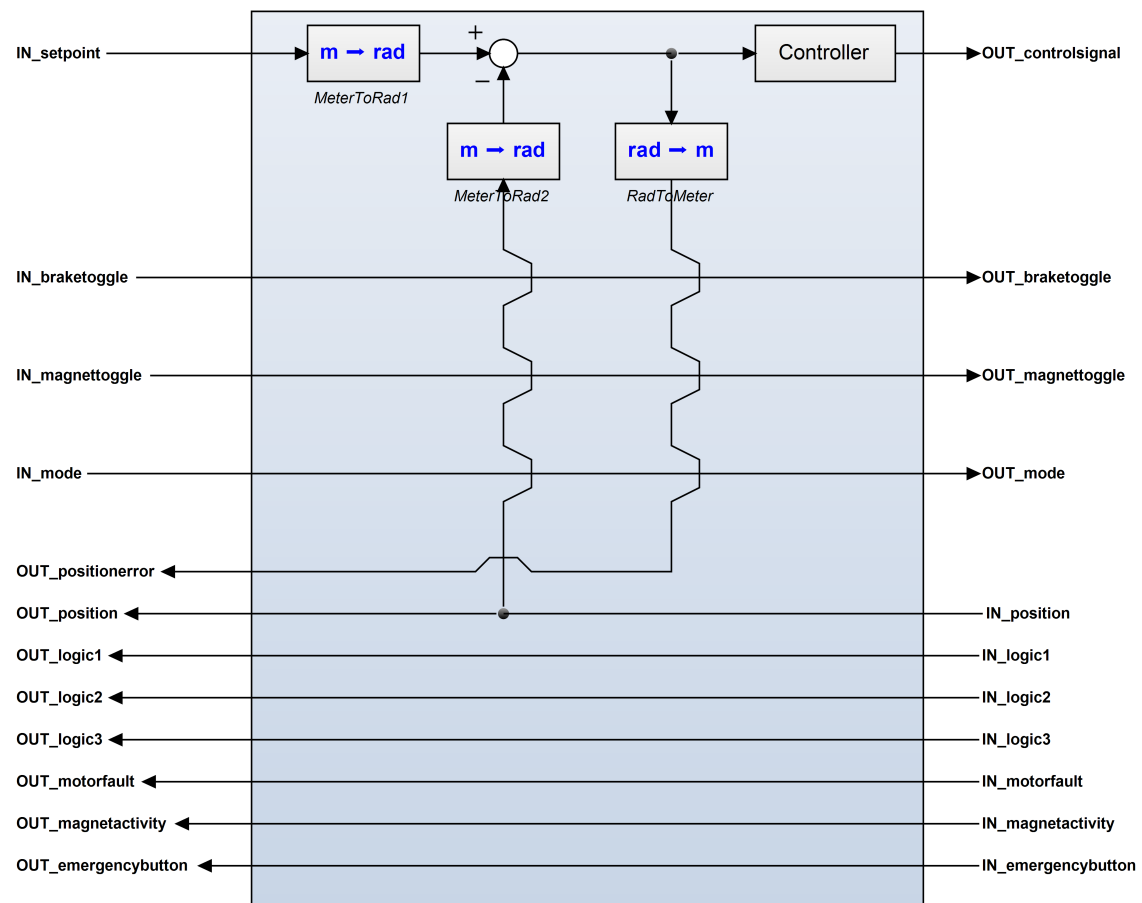 IN_setpoint
m → rad
MeterToRad1
+
−
Controller
OUT_controlsignal
m → rad
MeterToRad2
rad → m
RadToMeter
IN_braketoggle
OUT_braketoggle
IN_magnettoggle
OUT_magnettoggle
IN_mode
OUT_mode
OUT_positionerror
OUT_position
IN_position
OUT_logic1
IN_logic1
OUT_logic2
IN_logic2
OUT_logic3
IN_logic3
OUT_motorfault
IN_motorfault
OUT_magnetactivity
IN_magnetactivity
OUT_emergencybutton
IN_emergencybutton